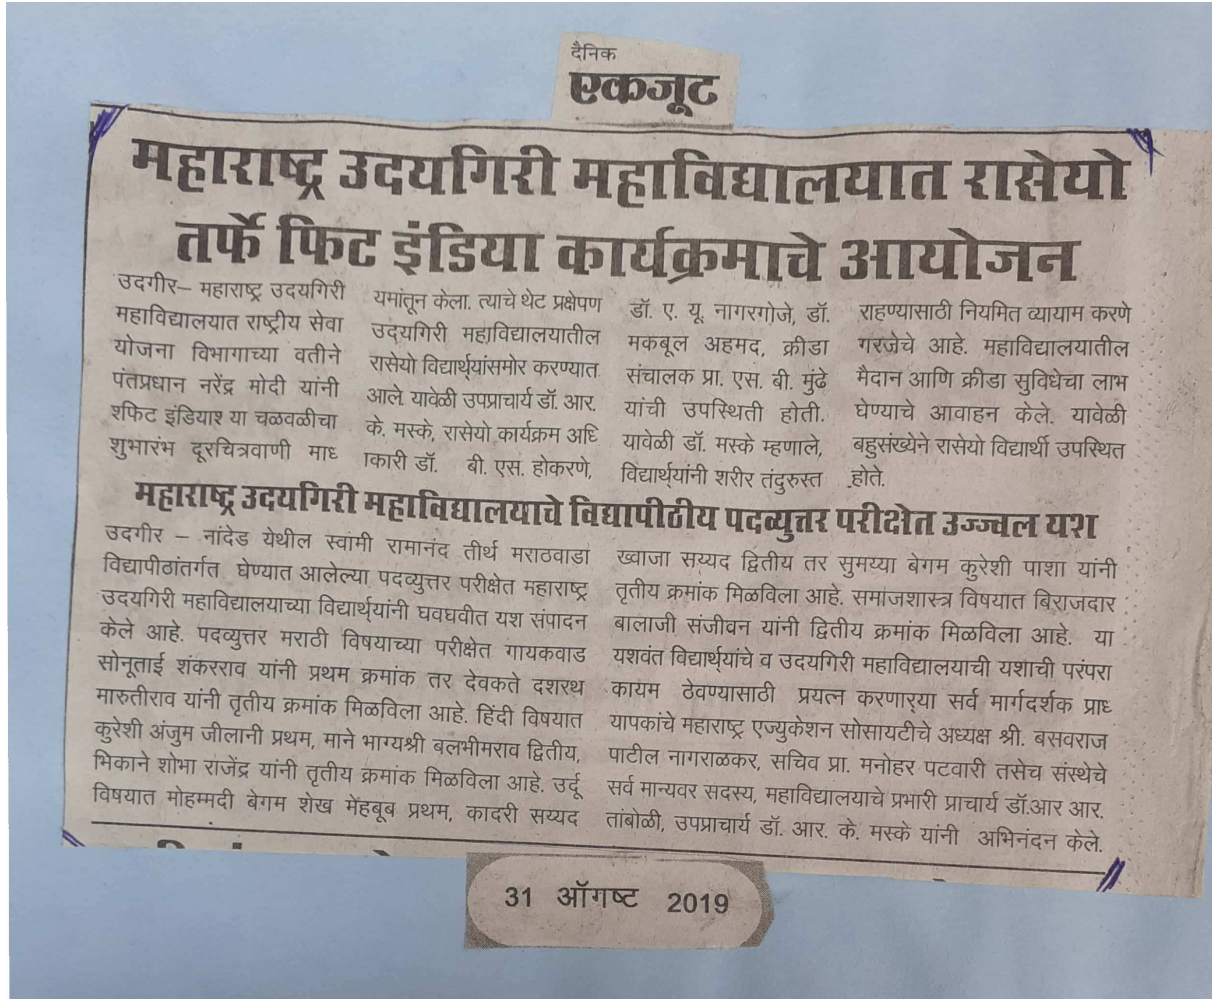 दैनिक
एकजूट
महाराष्ट्र उदयगिरी महाविद्यालयात रासेयो
तर्फे फिट इंडिया कार्यक्रमाचे आयोजन
उदगीर– महाराष्ट्र उदयगिरी
महाविद्यालयात राष्ट्रीय सेवा
योजना विभागाच्या वतीने
पंतप्रधान नरेंद्र मोदी यांनी
श्फिट इंडियाश या चळवळीचा
शुभारंभ दूरचित्रवाणी माध
यमांतून केला. त्याचे थेट प्रक्षेपण
उदयगिरी महाविद्यालयातील
रासेयो विद्यार्थ्यांसमोर करण्यात
आले. यावेळी उपप्राचार्य डॉ. आर.
के. मस्के, रासेयो कार्यक्रम अधि
ाकारी डॉ. बी. एस. होकरणे,
डॉ. ए. यू. नागरगोजे, डॉ.
मकबूल अहमद, क्रीडा
संचालक प्रा. एस. बी. मुंढे
यांची उपस्थिती होती.
यावेळी डॉ. मस्के म्हणाले,
विद्यार्थ्यांनी शरीर तंदुरुस्त
राहण्यासाठी नियमित व्यायाम करणे
गरजेचे आहे. महाविद्यालयातील
मैदान आणि क्रीडा सुविधेचा लाभ
घेण्याचे आवाहन केले. यावेळी
बहुसंख्येने रासेयो विद्यार्थी उपस्थित
होते.
महाराष्ट्र उदयगिरी महाविद्यालयाचे विद्यापीठीय पदव्युत्तर परीक्षेत उज्ज्वल यश
उदगीर – नांदेड येथील स्वामी रामानंद तीर्थ मराठवाडा
विद्यापीठांतर्गत घेण्यात आलेल्या पदव्युत्तर परीक्षेत महाराष्ट्र
उदयगिरी महाविद्यालयाच्या विद्यार्थ्यांनी घवघवीत यश संपादन
केले आहे. पदव्युत्तर मराठी विषयाच्या परीक्षेत गायकवाड
सोनूताई शंकरराव यांनी प्रथम क्रमांक तर देवकते दशरथ
मारुतीराव यांनी तृतीय क्रमांक मिळविला आहे. हिंदी विषयात
कुरेशी अंजुम जीलानी प्रथम, माने भाग्यश्री बलभीमराव द्वितीय,
भिकाने शोभा राजेंद्र यांनी तृतीय क्रमांक मिळविला आहे. उर्दू
विषयात मोहम्मदी बेगम शेख मेहबूब प्रथम, कादरी सय्यद
ख्वाजा सय्यद द्वितीय तर सुमय्या बेगम कुरेशी पाशा यांनी
तृतीय क्रमांक मिळविला आहे. समाजशास्त्र विषयात बिराजदार
बालाजी संजीवन यांनी द्वितीय क्रमांक मिळविला आहे. या
यशवंत विद्यार्थ्यांचे व उदयगिरी महाविद्यालयाची यशाची परंपरा
कायम ठेवण्यासाठी प्रयत्न करणाऱ्या सर्व मार्गदर्शक प्राध
यापकांचे महाराष्ट्र एज्युकेशन सोसायटीचे अध्यक्ष श्री. बसवराज
पाटील नागराळकर, सचिव प्रा. मनोहर पटवारी तसेच संस्थेचे
सर्व मान्यवर सदस्य, महाविद्यालयाचे प्रभारी प्राचार्य डॉ.आर आर.
तांबोळी, उपप्राचार्य डॉ. आर. के. मस्के यांनी अभिनंदन केले.
31 ऑगष्ट 2019